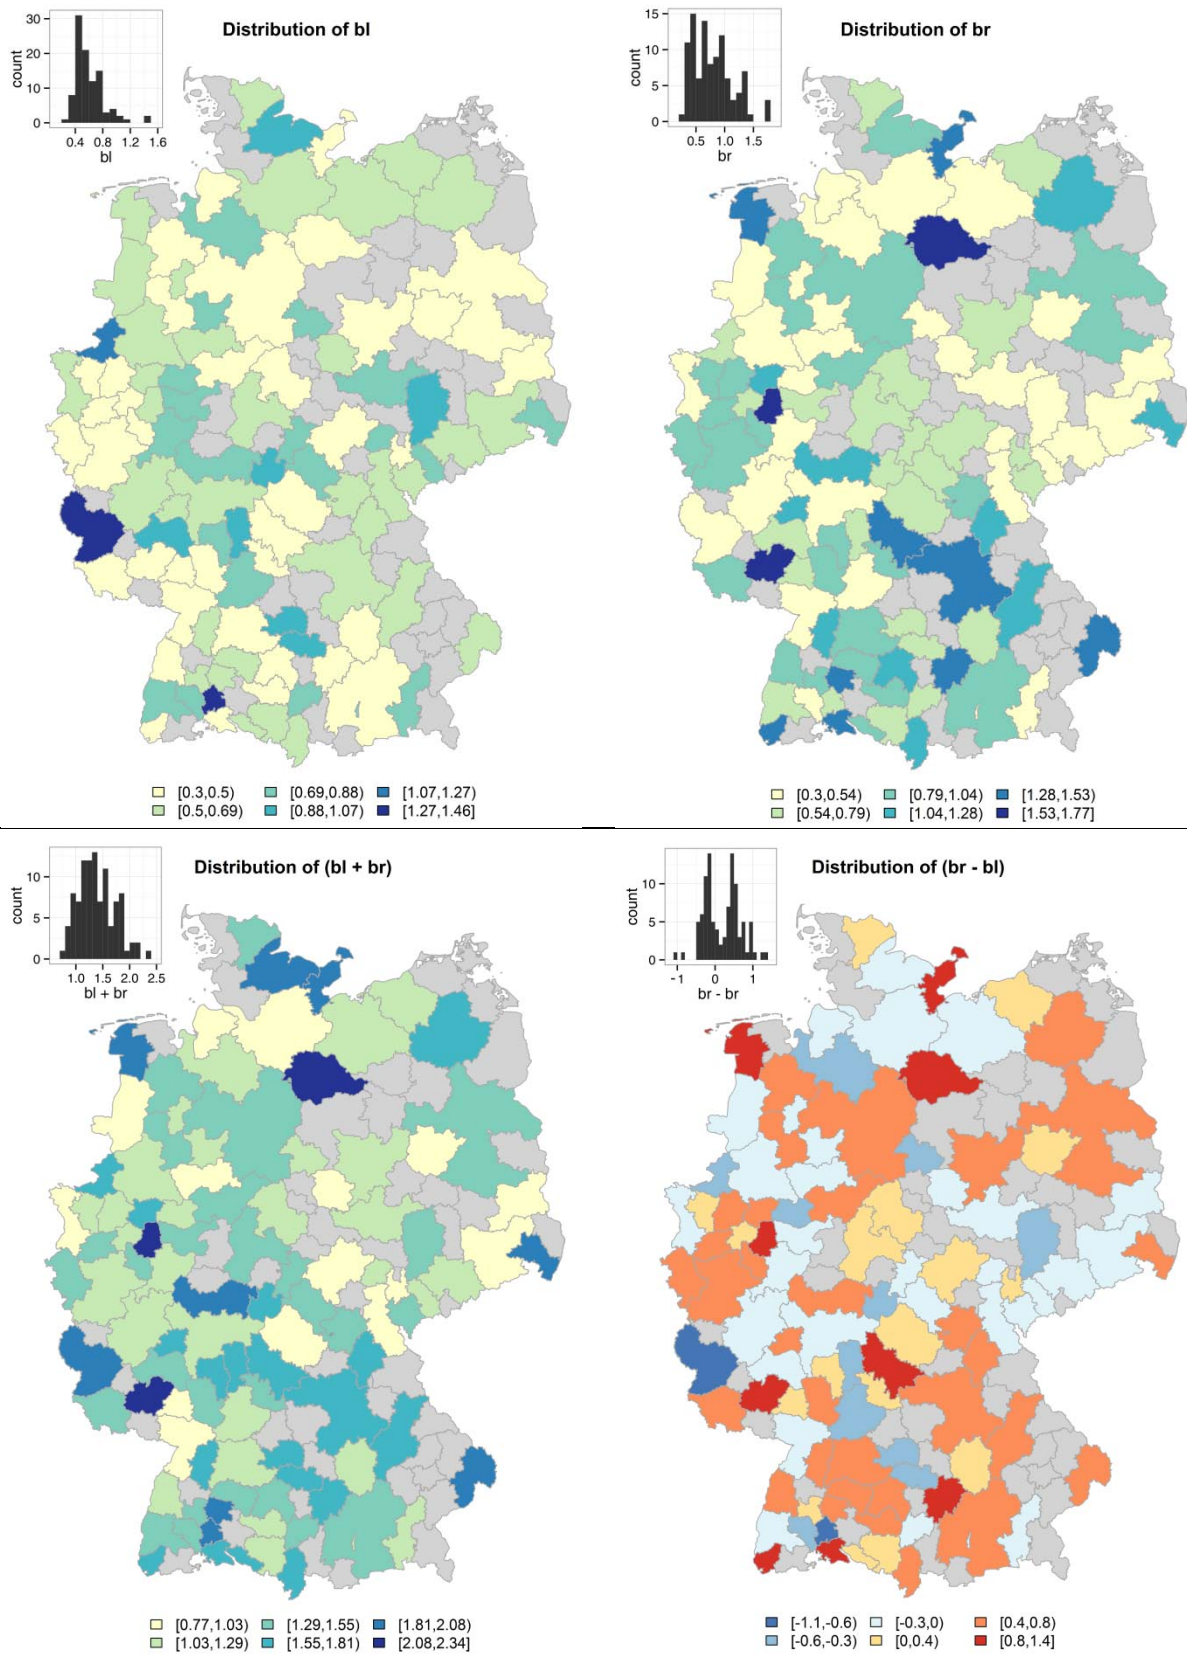 Distribution of bl
30
20
10
0
count
0.4 0.8 1.2 1.6
bl
[0.3,0.5) [0.69,0.88) [1.07,1.27)
[0.5,0.69) [0.88,1.07) [1.27,1.46]
Distribution of br
15
10
5
0
count
0.5 1.0 1.5
br
[0.3,0.54) [0.79,1.04) [1.28,1.53)
[0.54,0.79) [1.04,1.28) [1.53,1.77]
Distribution of (bl + br)
10
5
0
count
1.0 1.5 2.0 2.5
bl + br
[0.77,1.03) [1.29,1.55) [1.81,2.08)
[1.03,1.29) [1.55,1.81) [2.08,2.34]
Distribution of (br - bl)
10
5
0
count
−1 0 1
br - br
[-1.1,-0.6) [-0.3,0) [0.4,0.8)
[-0.6,-0.3) [0,0.4) [0.8,1.4]